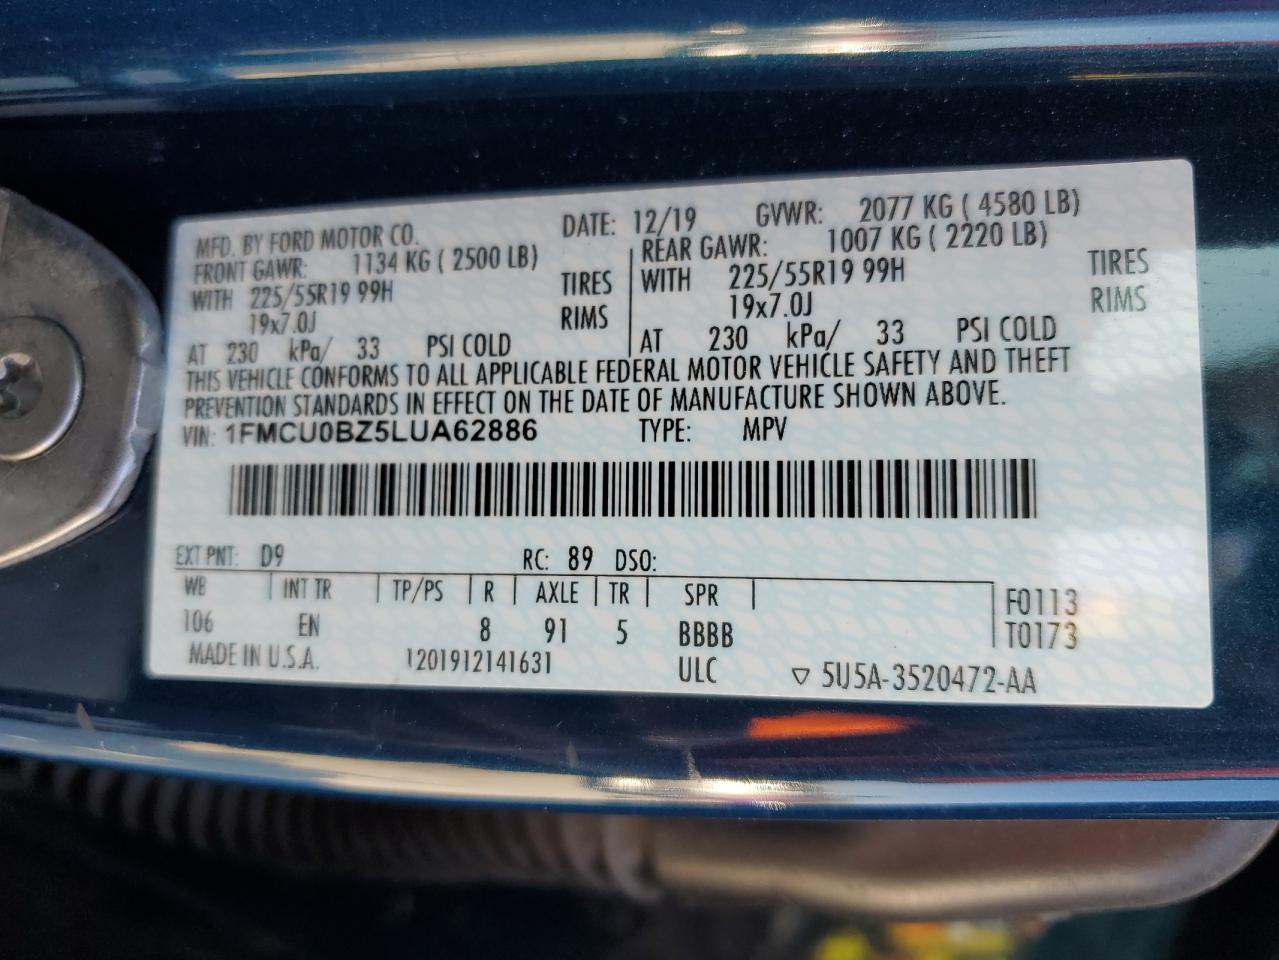 MFD. BY FORD MOTOR CO. DATE: 12/19 GVWR: 2077 KG ( 4580 LB)
FRONT GAWR: 1134 KG ( 2500 LB) REAR GAWR: 1007 KG ( 2220 LB)
WITH 225/55R19 99H TIRES WITH 225/55R19 99H TIRES
19x7.0J RIMS 19x7.0J RIMS
AT 230 kPa/ 33 PSI COLD AT 230 kPa/ 33 PSI COLD
THIS VEHICLE CONFORMS TO ALL APPLICABLE FEDERAL MOTOR VEHICLE SAFETY AND THEFT
PREVENTION STANDARDS IN EFFECT ON THE DATE OF MANUFACTURE SHOWN ABOVE.
VIN: 1FMCU0BZ5LUA62886 TYPE: MPV
EXT PNT: D9 RC: 89 DSO:
WB INT TR TP/PS R AXLE TR SPR F0113
106 EN 8 91 5 BBBB T0173
MADE IN U.S.A. 1201912141631 ULC ▽ 5U5A-3520472-AA